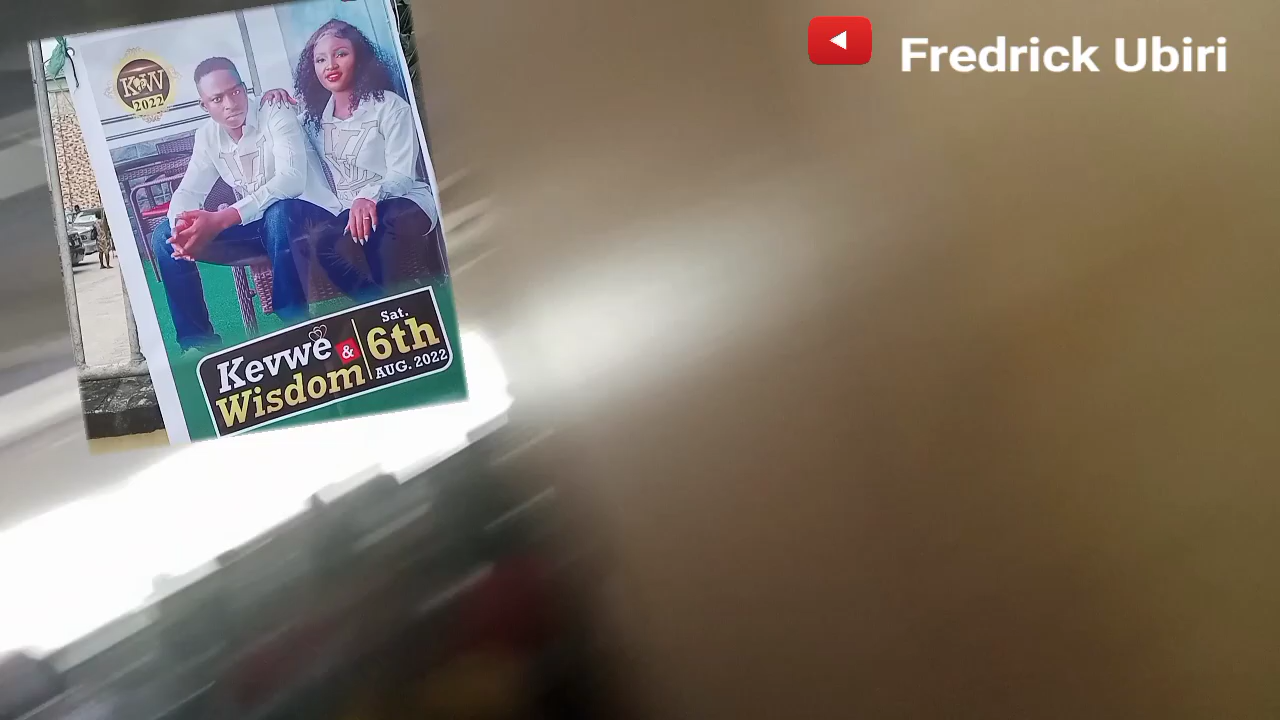 Fredrick Ubiri
K&W
2022
Kevwe &
Wisdom
Sat.
6th
AUG. 2022